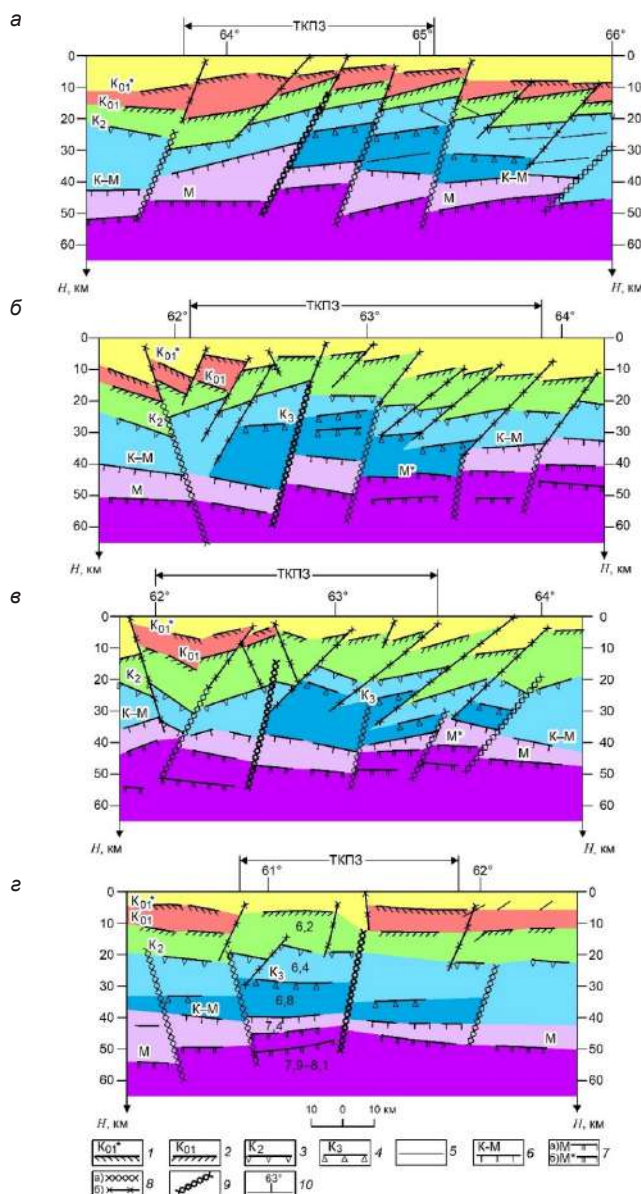 а
ТКПЗ
64° 65° 66°
0 0
10 10
20 20
30 30
40 40
50 50
60 60
K01*
K01
K2
K–M
M
M
K–M
H, км H, км
б
ТКПЗ
62° 63° 64°
0 0
10 10
20 20
30 30
40 40
50 50
60 60
K01*
K01
K2
K3
K–M
K–M
M
M*
H, км H, км
в
ТКПЗ
62° 63° 64°
0 0
10 10
20 20
30 30
40 40
50 50
60 60
K01*
K01
K2
K3
K–M
M*
M
K–M
H, км H, км
г
ТКПЗ
61° 62°
0 0
10 10
20 20
30 30
40 40
50 50
60 60
K01*
K01
6,2
K2
K3
6,4
6,8
K–M
7,4
M
M
7,9–8,1
H, км H, км
10 0 10 км
K01* 1 K01 2 K2 3 K3 4 5 K-M 6 а)M б)M* 7
а) б) 8 9 63° 10